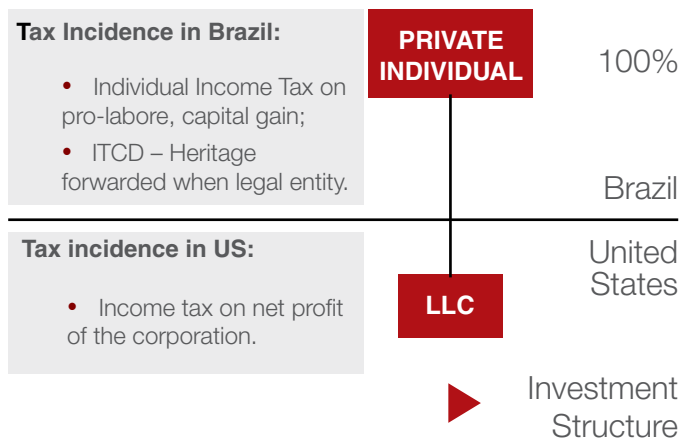 Tax Incidence in Brazil:
• Individual Income Tax on
pro-labore, capital gain;
• ITCD – Heritage
forwarded when legal entity.
PRIVATE
INDIVIDUAL
100%
Brazil
Tax incidence in US:
• Income tax on net profit
of the corporation.
LLC
United
States
Investment
Structure